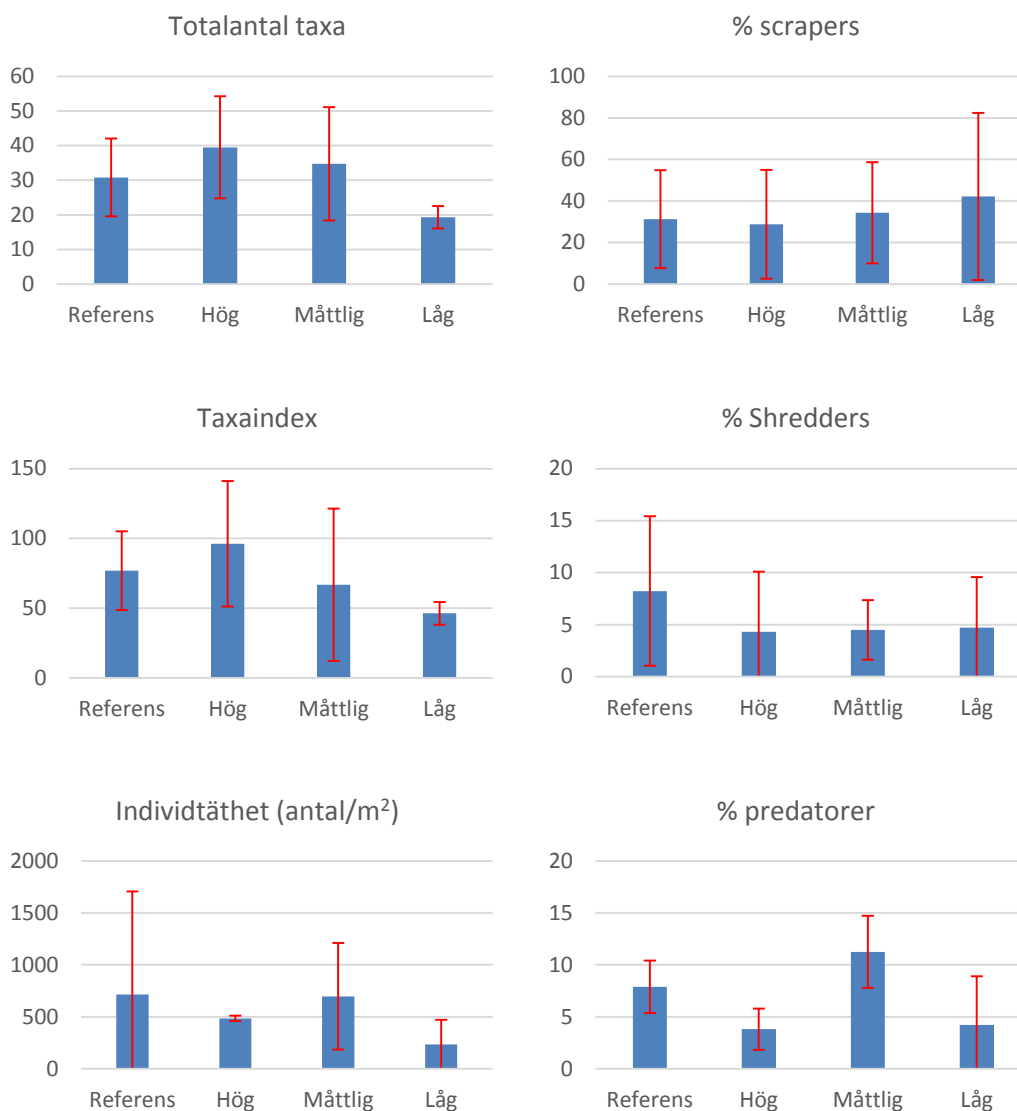 Totalantal taxa
60
50
40
30
20
10
0
Referens Hög Måttlig Låg
% scrapers
100
80
60
40
20
0
Referens Hög Måttlig Låg
Taxaindex
150
100
50
0
Referens Hög Måttlig Låg
% Shredders
20
15
10
5
0
Referens Hög Måttlig Låg
Individtäthet (antal/m²)
2000
1500
1000
500
0
Referens Hög Måttlig Låg
% predatorer
20
15
10
5
0
Referens Hög Måttlig Låg